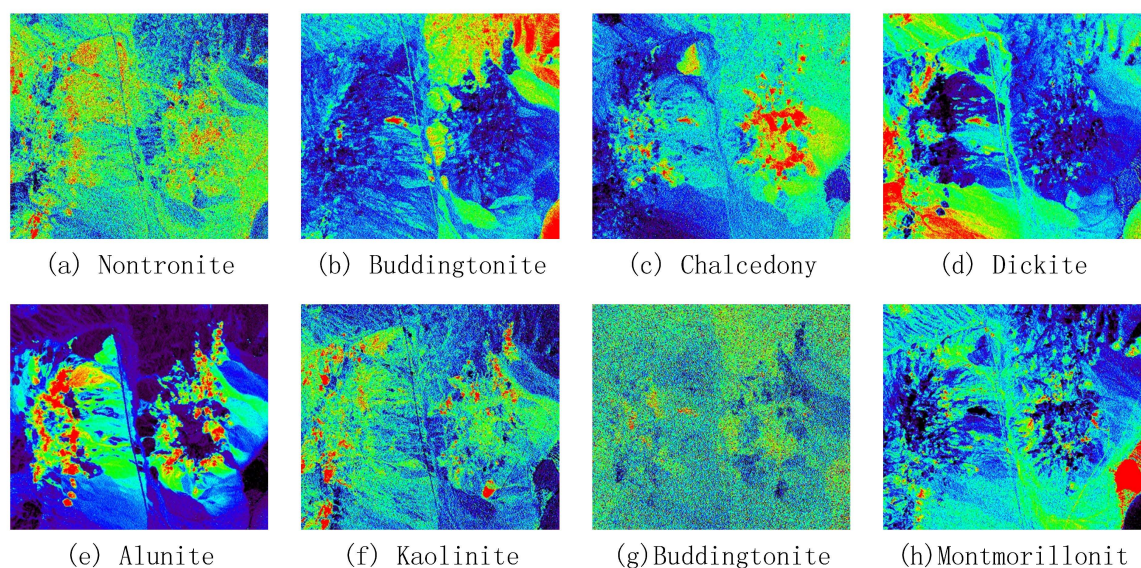 (a) Nontronite
(b) Buddingtonite
(c) Chalcedony
(d) Dickite
(e) Alunite
(f) Kaolinite
(g)Buddingtonite
(h)Montmorillonit